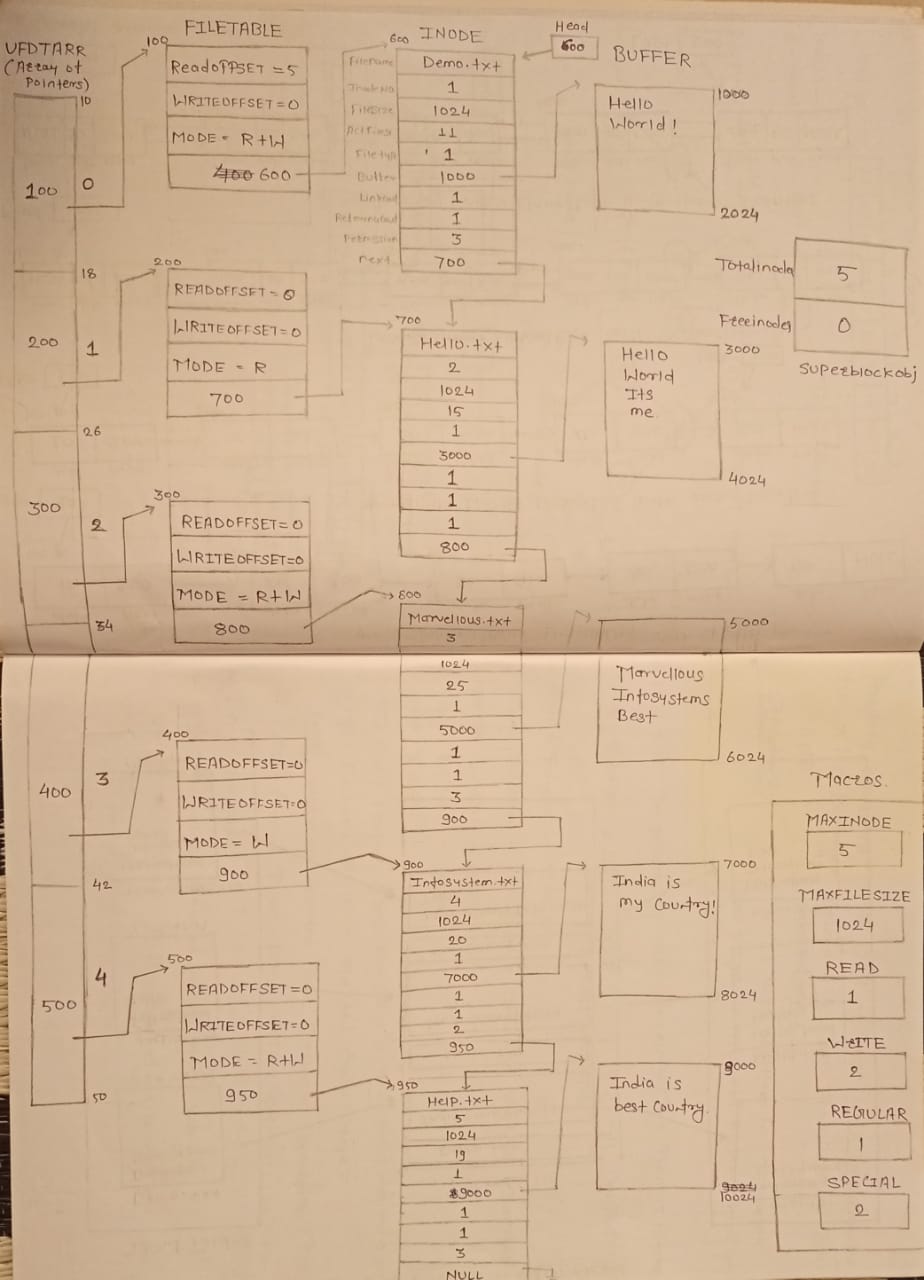 UFDTARR
(Array of
Pointers)
10
100
0
18
200
1
26
300
2
34
400
3
42
500
4
50
FILETABLE
100
ReadOFFSET = 5
WRITEOFFSET = 0
MODE = R+W
400 600
200
READOFFSET = 0
WRITEOFFSET = 0
MODE = R
700
300
READOFFSET = 0
WRITEOFFSET = 0
MODE = R+W
800
400
READOFFSET = 0
WRITEOFFSET = 0
MODE = W
900
500
READOFFSET = 0
WRITEOFFSET = 0
MODE = R+W
950
INODE
Head
600
600
FileName Demo.txt
1
FileSize 1024
11
File type 1
Buffer 1000
1
1
Permission 3
next 700
700
Hello.txt
2
1024
15
1
3000
1
1
1
800
800
Marvellous.txt
3
1024
25
1
5000
1
1
3
900
900
Infosystem.txt
4
1024
20
1
7000
1
1
2
950
950
Help.txt
5
1024
19
1
9000
1
1
3
NULL
BUFFER
1000
Hello
World!
2024
3000
Hello
World
Its
me
4024
5000
Marvellous
Infosystems
Best
6024
7000
India is
my Country!
8024
9000
India is
best Country.
9024
10024
Totalinodes 5
Freeinodes 0
Superblockobj
Macros.
MAXINODE
5
MAXFILESIZE
1024
READ
1
WRITE
2
REGULAR
1
SPECIAL
2